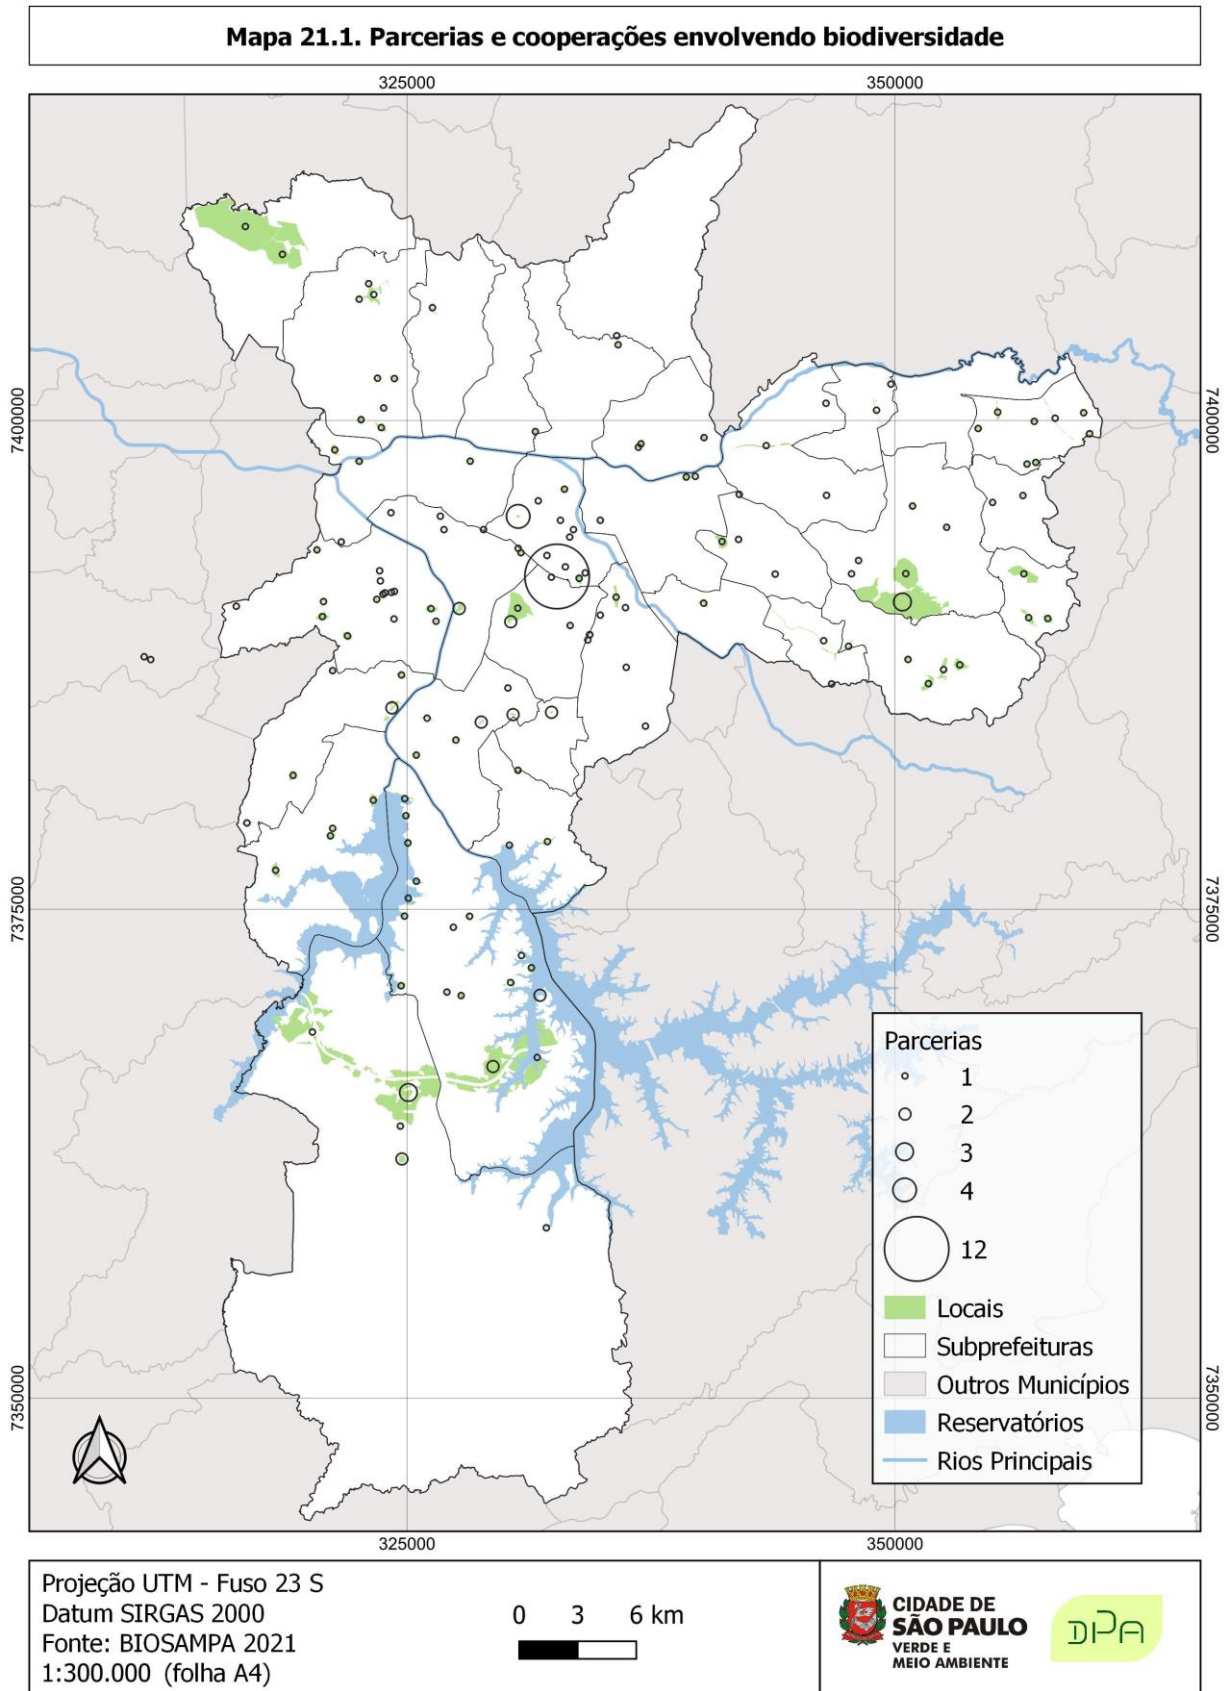 Mapa 21.1. Parcerias e cooperações envolvendo biodiversidade
325000
350000
7400000
7400000
7375000
7375000
7350000
7350000
Parcerias
1
2
3
4
12
Locais
Subprefeituras
Outros Municípios
Reservatórios
Rios Principais
325000
350000
Projeção UTM - Fuso 23 S
Datum SIRGAS 2000
Fonte: BIOSAMPA 2021
1:300.000 (folha A4)
0 3 6 km
CIDADE DE
SÃO PAULO
VERDE E
MEIO AMBIENTE
DPA